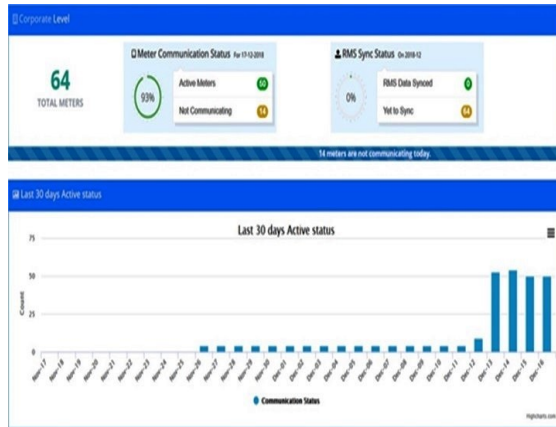 Corporate Level
64
TOTAL METERS
Meter Communication Status For 17-12-2018
93%
Active Meters 50
Not Communicating 14
RMS Sync Status On 2018-12
0%
RMS Data Synced 0
Yet to Sync 64
14 meters are not communicating today.
Last 30 days Active status
Last 30 days Active status
75
50
25
0
Count
Nov-17 Nov-18 Nov-19 Nov-20 Nov-21 Nov-22 Nov-23 Nov-24 Nov-25 Nov-26 Nov-27 Nov-28 Nov-29 Nov-30 Dec-01 Dec-02 Dec-03 Dec-04 Dec-05 Dec-06 Dec-07 Dec-08 Dec-09 Dec-10 Dec-11 Dec-12 Dec-13 Dec-14 Dec-15 Dec-16
Communication Status
Highcharts.com